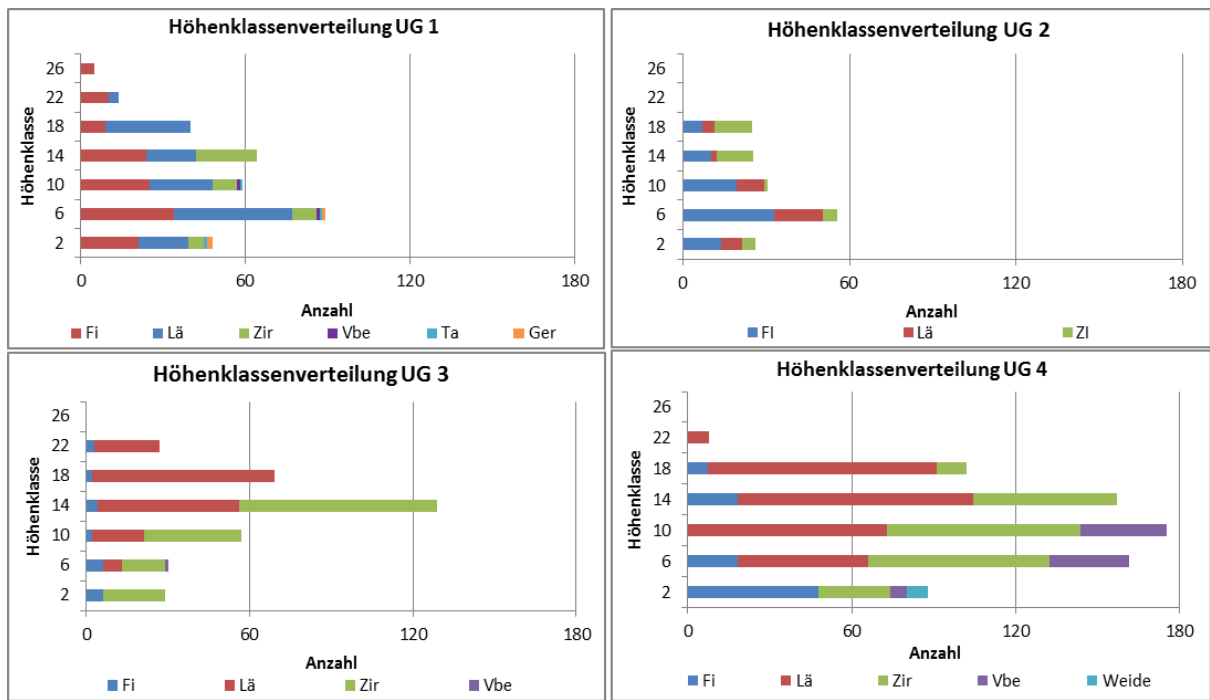 Höhenklassenverteilung UG 1
Höhenklasse
26
22
18
14
10
6
2
0 60 120 180
Anzahl
Fi Lä Zir Vbe Ta Ger
Höhenklassenverteilung UG 2
Höhenklasse
26
22
18
14
10
6
2
0 60 120 180
Anzahl
FI Lä ZI
Höhenklassenverteilung UG 3
Höhenklasse
26
22
18
14
10
6
2
0 60 120 180
Anzahl
Fi Lä Zir Vbe
Höhenklassenverteilung UG 4
Höhenklasse
26
22
18
14
10
6
2
0 60 120 180
Anzahl
Fi Lä Zir Vbe Weide